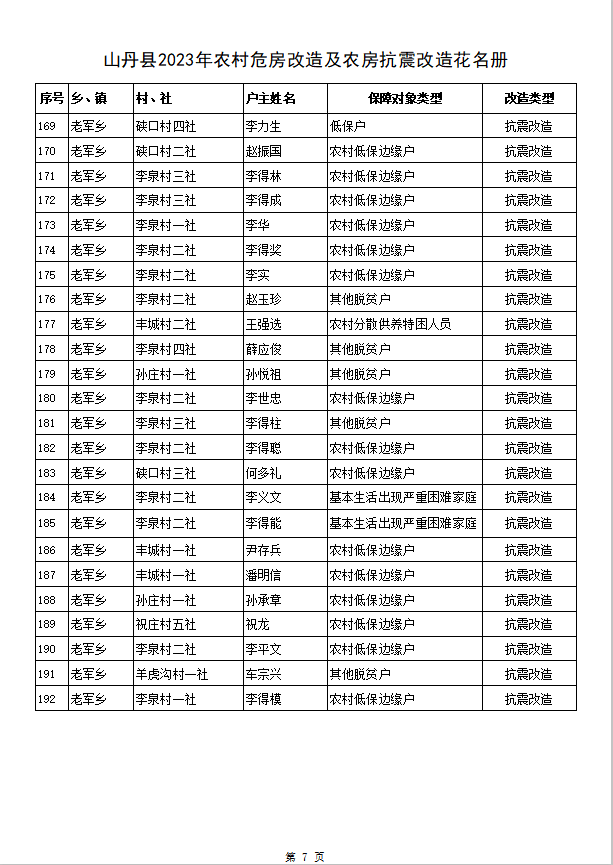 山丹县2023年农村危房改造及农房抗震改造花名册
序号 乡、镇 村、社 户主姓名 保障对象类型 改造类型
169 老军乡 硖口村四社 李力生 低保户 抗震改造
170 老军乡 硖口村二社 赵振国 农村低保边缘户 抗震改造
171 老军乡 李泉村三社 李得林 农村低保边缘户 抗震改造
172 老军乡 李泉村三社 李得成 农村低保边缘户 抗震改造
173 老军乡 李泉村一社 李华 农村低保边缘户 抗震改造
174 老军乡 李泉村二社 李得奖 农村低保边缘户 抗震改造
175 老军乡 李泉村二社 李实 农村低保边缘户 抗震改造
176 老军乡 李泉村二社 赵玉珍 其他脱贫户 抗震改造
177 老军乡 丰城村二社 王强选 农村分散供养特困人员 抗震改造
178 老军乡 李泉村四社 薛应俊 其他脱贫户 抗震改造
179 老军乡 孙庄村一社 孙悦祖 其他脱贫户 抗震改造
180 老军乡 李泉村二社 李世忠 农村低保边缘户 抗震改造
181 老军乡 李泉村三社 李得柱 其他脱贫户 抗震改造
182 老军乡 李泉村二社 李得聪 农村低保边缘户 抗震改造
183 老军乡 硖口村三社 何多礼 农村低保边缘户 抗震改造
184 老军乡 李泉村二社 李义文 基本生活出现严重困难家庭 抗震改造
185 老军乡 李泉村二社 李得能 基本生活出现严重困难家庭 抗震改造
186 老军乡 丰城村一社 尹存兵 农村低保边缘户 抗震改造
187 老军乡 丰城村一社 潘明信 农村低保边缘户 抗震改造
188 老军乡 孙庄村一社 孙承章 农村低保边缘户 抗震改造
189 老军乡 祝庄村五社 祝龙 农村低保边缘户 抗震改造
190 老军乡 李泉村二社 李平文 农村低保边缘户 抗震改造
191 老军乡 羊虎沟村一社 车宗兴 其他脱贫户 抗震改造
192 老军乡 李泉村一社 李得模 农村低保边缘户 抗震改造
第 7 页